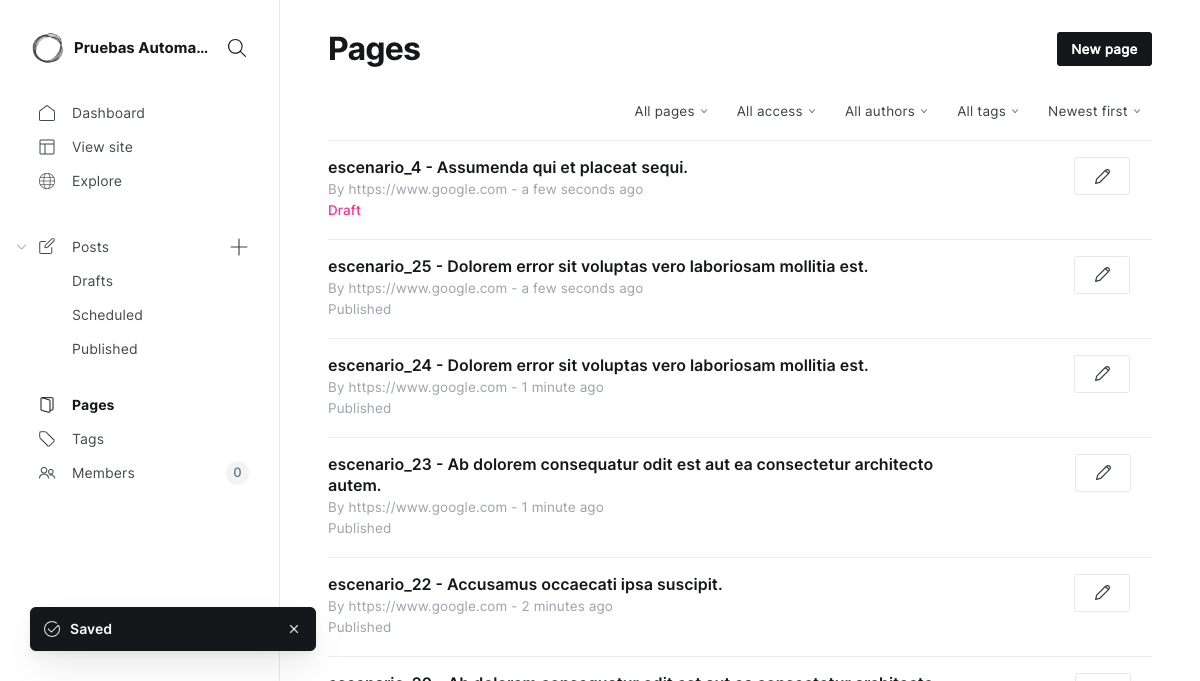 Pruebas Automa...
Dashboard
View site
Explore
Posts
Drafts
Scheduled
Published
Pages
Tags
Members
0
Saved
Pages
New page
All pages
All access
All authors
All tags
Newest first
escenario_4 - Assumenda qui et placeat sequi.
By https://www.google.com - a few seconds ago
Draft
escenario_25 - Dolorem error sit voluptas vero laboriosam mollitia est.
By https://www.google.com - a few seconds ago
Published
escenario_24 - Dolorem error sit voluptas vero laboriosam mollitia est.
By https://www.google.com - 1 minute ago
Published
escenario_23 - Ab dolorem consequatur odit est aut ea consectetur architecto
autem.
By https://www.google.com - 1 minute ago
Published
escenario_22 - Accusamus occaecati ipsa suscipit.
By https://www.google.com - 2 minutes ago
Published